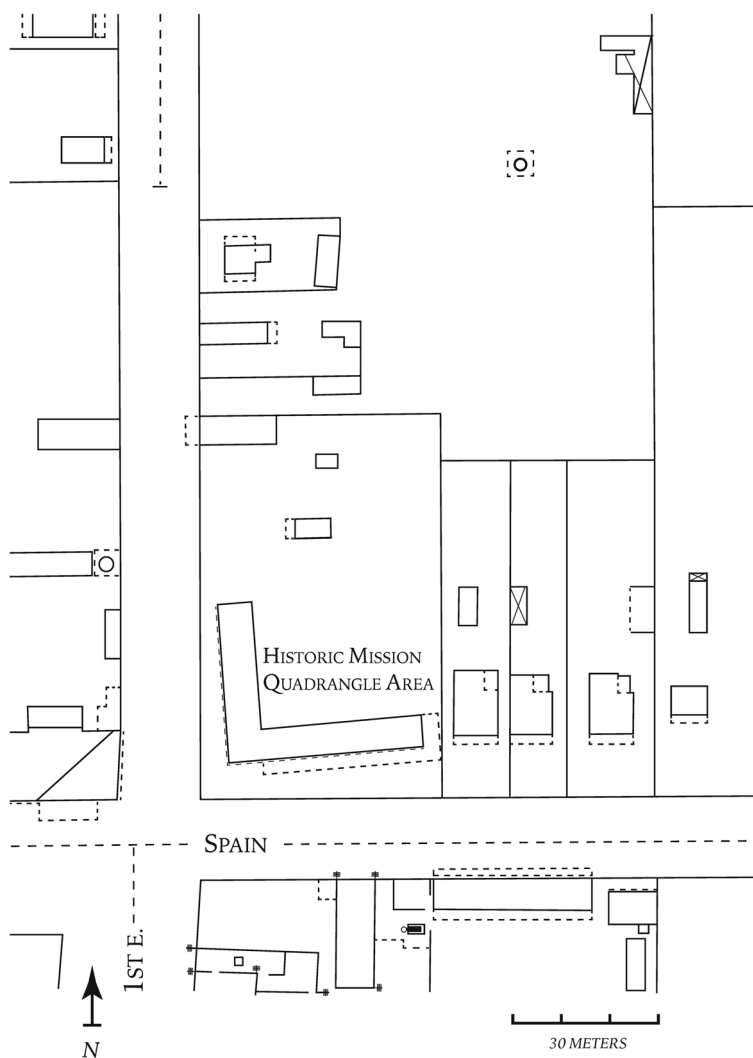 HISTORIC MISSION
QUADRANGLE AREA
SPAIN
1ST E.
N
30 METERS